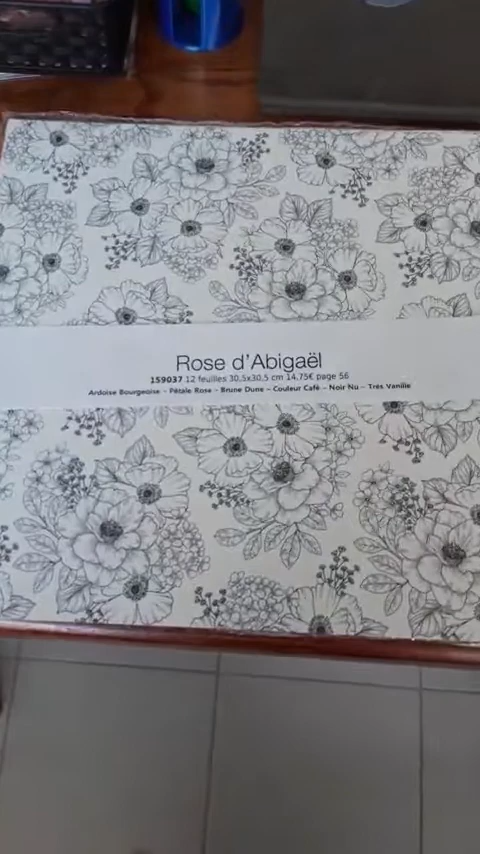 Rose d'Abigaël
159037 12 feuilles 30,5x30,5 cm 14,75€ page 56
Ardoise Bourgeoise - Pétale Rose - Brune Dune - Couleur Café - Noir Nu - Très Vanille